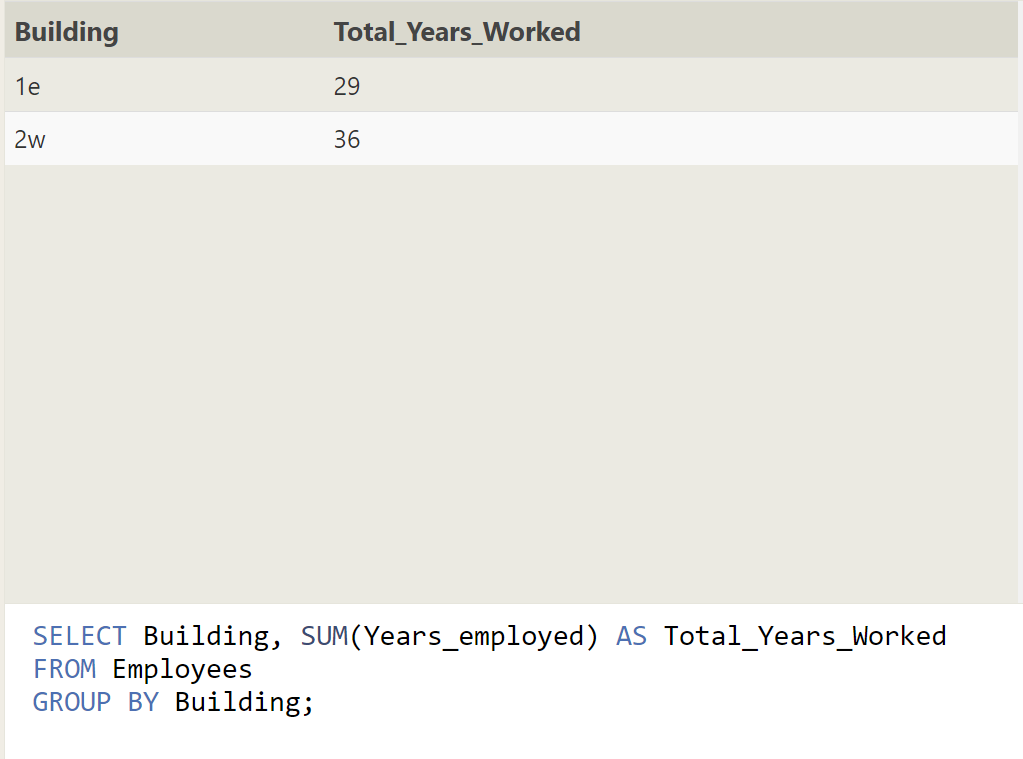 Building Total_Years_Worked
1e 29
2w 36
SELECT Building, SUM(Years_employed) AS Total_Years_Worked
FROM Employees
GROUP BY Building;